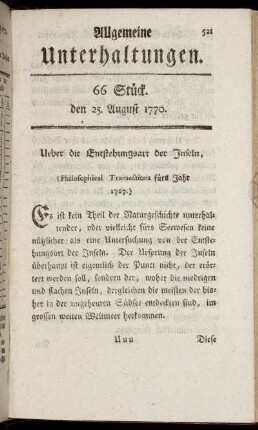 Allgemeine 521
Unterhaltungen.
66 Stück.
den 25. August 1770.
Ueber die Entstehungsart der Inseln,
(Philosophical Transactions fürs Jahr
1767.)
Es ist kein Theil der Naturgeschichte unterhal-
tender, oder vielleicht fürs Seewesen keine
nützlicher als eine Untersuchung von der Entste-
hungsart der Inseln. Der Ursprung der Inseln
überhaupt ist eigentlich der Punct nicht, der erör-
tert werden soll, sondern der, woher die niedrigen
und flachen Inseln, dergleichen die meisten der bis-
her in der ungeheuren Südsee entdeckten sind, im
grossen weiten Weltmeer herkommen.
Uuu Diese